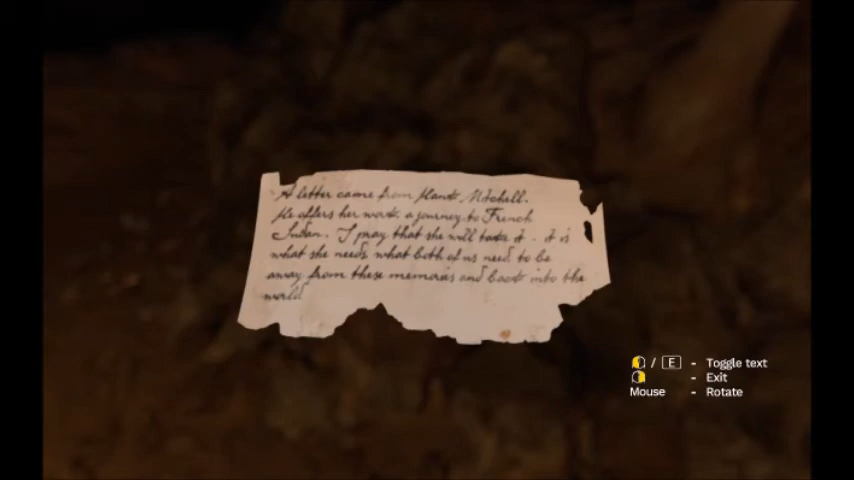 A letter came from Hank Mitchell.
He offers her work, a journey to French
Sudan. I pray that she will take it - it is
what she needs what both of us need to be
away from these memories and back into the
world
/ E - Toggle text
- Exit
Mouse - Rotate